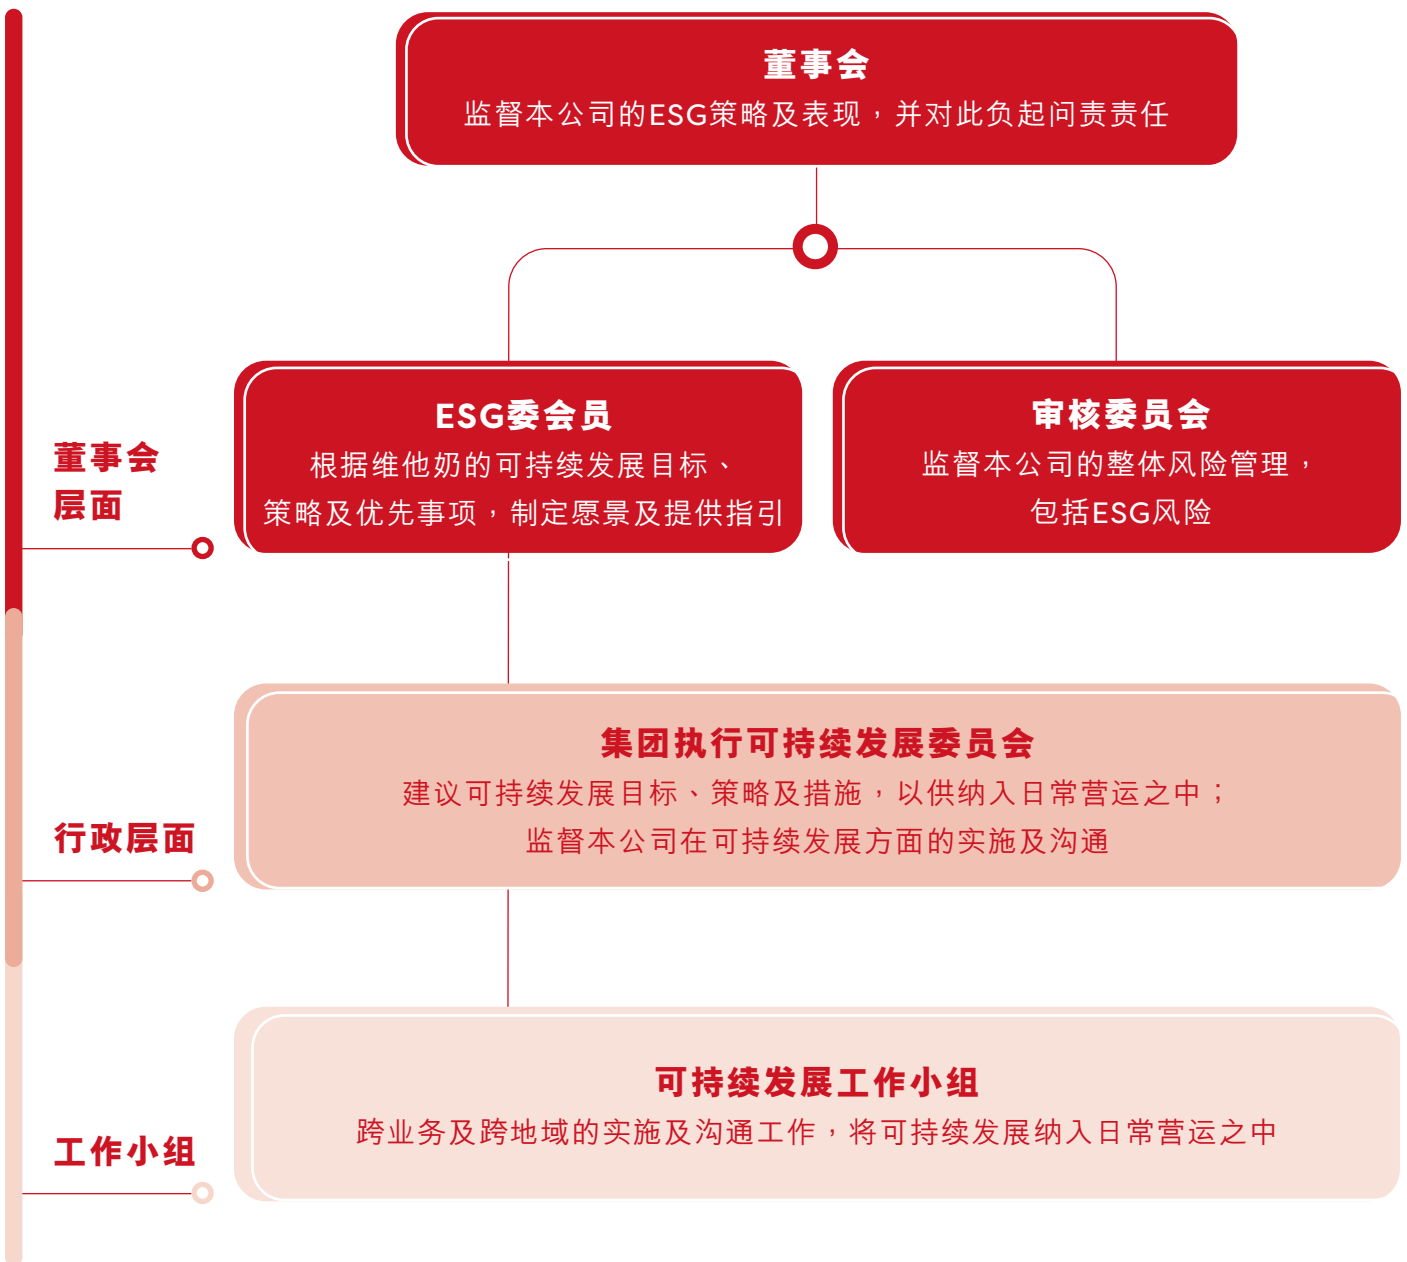 董事会
监督本公司的ESG策略及表现，并对此负起问责责任
董事会
层面
ESG委会员
根据维他奶的可持续发展目标、
策略及优先事项，制定愿景及提供指引
审核委员会
监督本公司的整体风险管理，
包括ESG风险
行政层面
集团执行可持续发展委员会
建议可持续发展目标、策略及措施，以供纳入日常营运之中；
监督本公司在可持续发展方面的实施及沟通
工作小组
可持续发展工作小组
跨业务及跨地域的实施及沟通工作，将可持续发展纳入日常营运之中